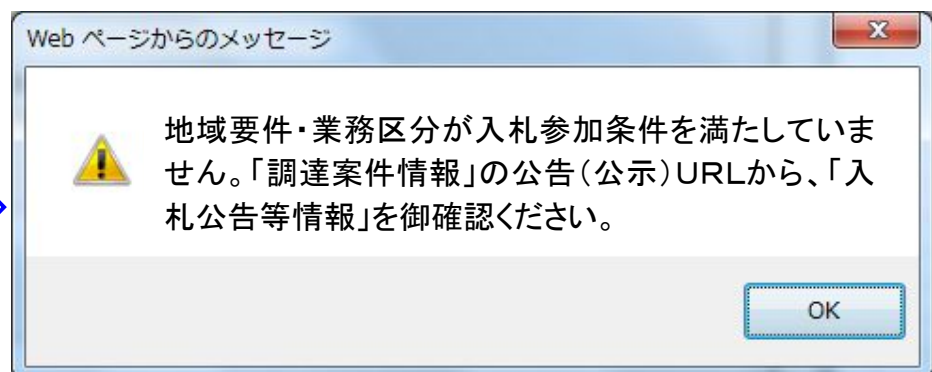 Web ページからのメッセージ
地域要件・業務区分が入札参加条件を満たしていま
せん。「調達案件情報」の公告(公示)URLから、「入
札公告等情報」を御確認ください。
OK